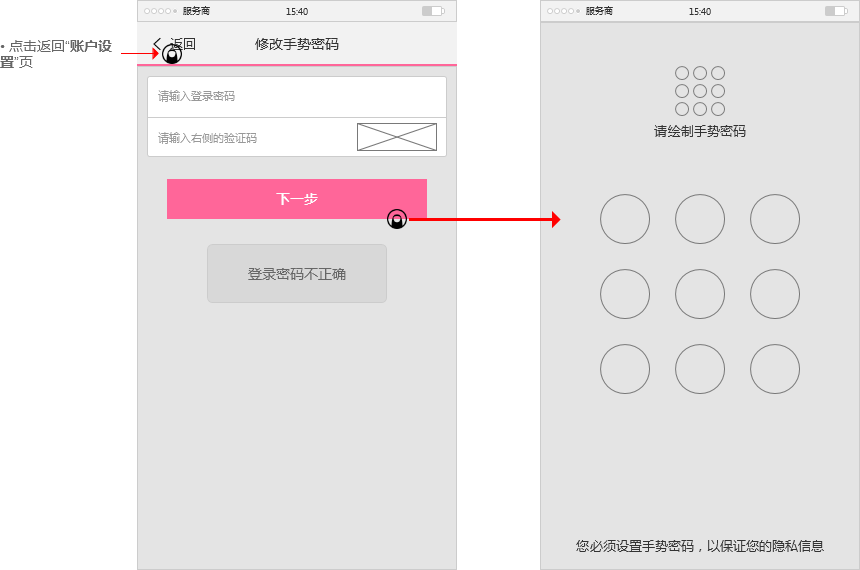 服务商 15:40
返回 修改手势密码
• 点击返回“账户设
置”页
请输入登录密码
请输入右侧的验证码
下一步
登录密码不正确
服务商 15:40
请绘制手势密码
您必须设置手势密码，以保证您的隐私信息